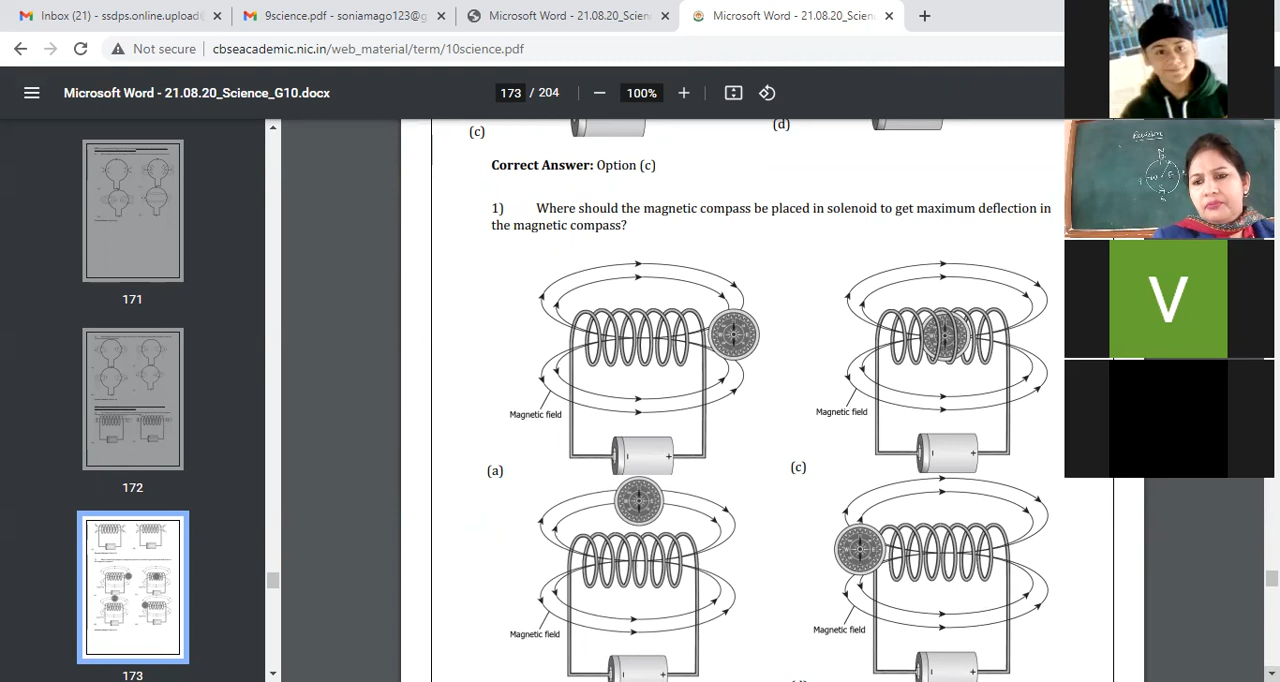 Inbox (21) - ssdps.online.upload
9science.pdf - soniamago123@g
Microsoft Word - 21.08.20_Scien
Microsoft Word - 21.08.20_Scien
Not secure | cbseacademic.nic.in/web_material/term/10science.pdf
Microsoft Word - 21.08.20_Science_G10.docx
173 / 204
100%
171
172
173
(c)
(d)
Correct Answer: Option (c)
1) Where should the magnetic compass be placed in solenoid to get maximum deflection in
the magnetic compass?
Magnetic field
Magnetic field
(a)
(c)
Magnetic field
Magnetic field
Revision
V